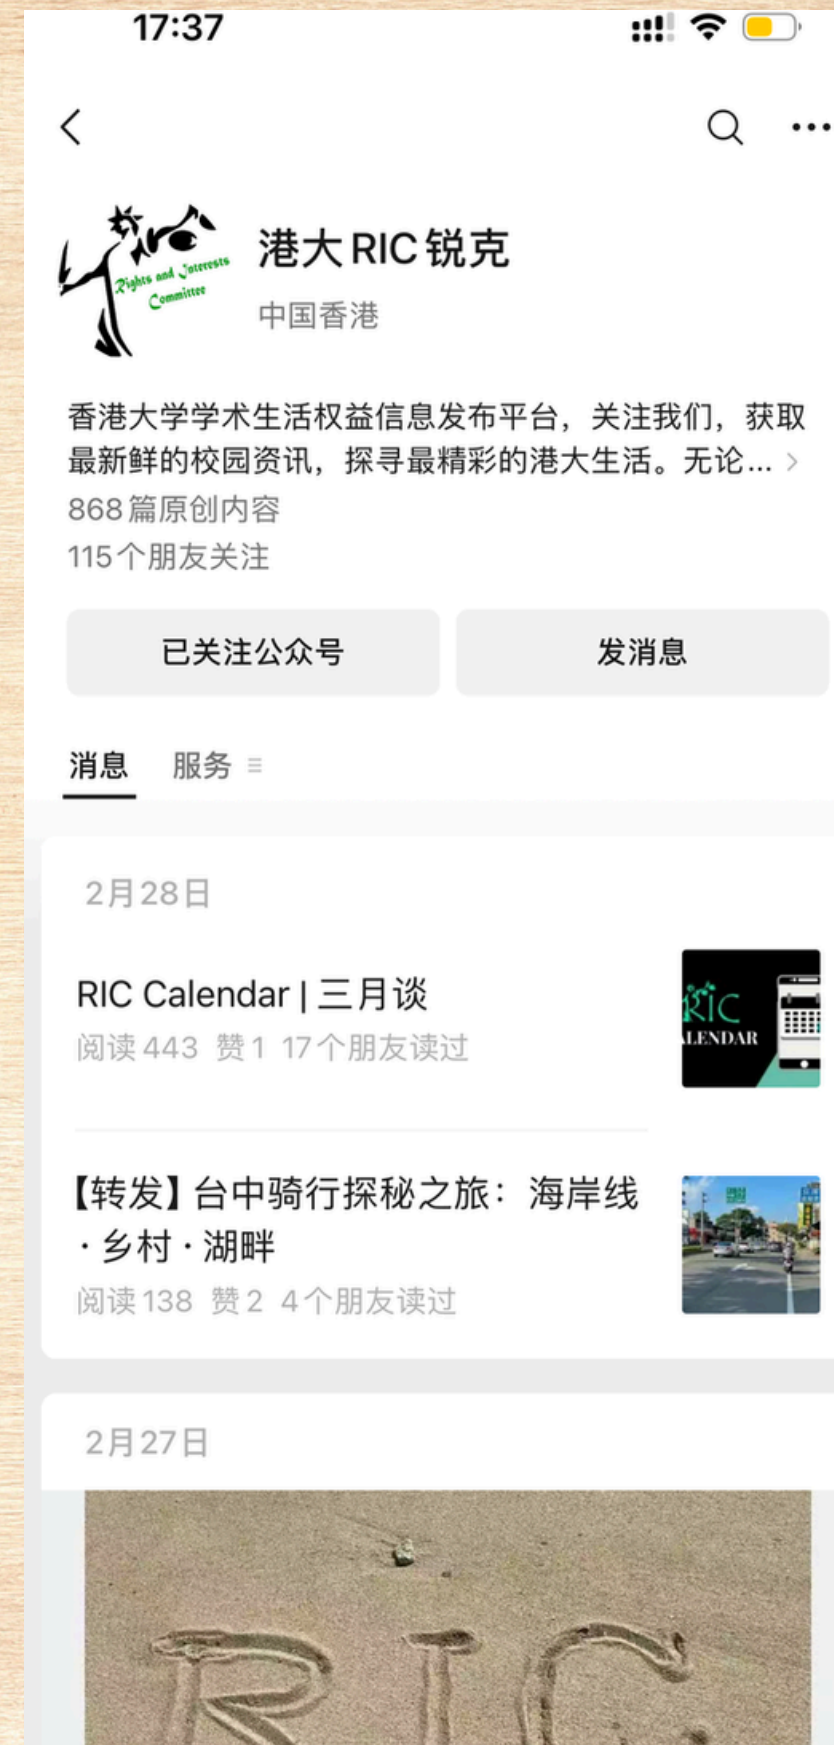 17:37
Rights and Interests
Committee
港大RIC锐克
中国香港
香港大学学术生活权益信息发布平台，关注我们，获取
最新鲜的校园资讯，探寻最精彩的港大生活。无论...
868篇原创内容
115个朋友关注
已关注公众号 发消息
消息 服务
2月28日
RIC Calendar | 三月谈
阅读 443 赞 1 17个朋友读过
RIC
ALENDAR
【转发】台中骑行探秘之旅：海岸线
·乡村·湖畔
阅读 138 赞 2 4个朋友读过
2月27日
RIC